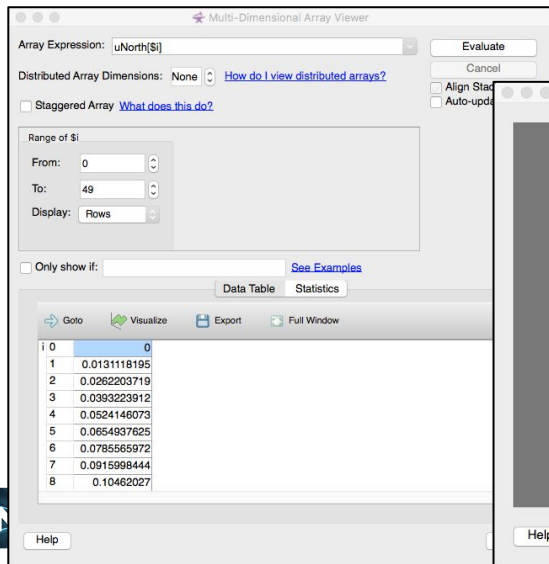 Multi-Dimensional Array Viewer
Array Expression: uNorth[$i]
Evaluate
Distributed Array Dimensions: None How do I view distributed arrays?
Cancel
Align Stac
Staggered Array What does this do?
Auto-upda
Range of $i
From: 0
To: 49
Display: Rows
Only show if: See Examples
Data Table Statistics
Goto Visualize Export Full Window
i 0 0
1 0.0131118195
2 0.0262203719
3 0.0393223912
4 0.0524146073
5 0.0654937625
6 0.0785565972
7 0.0915998444
8 0.10462027
Help
Help